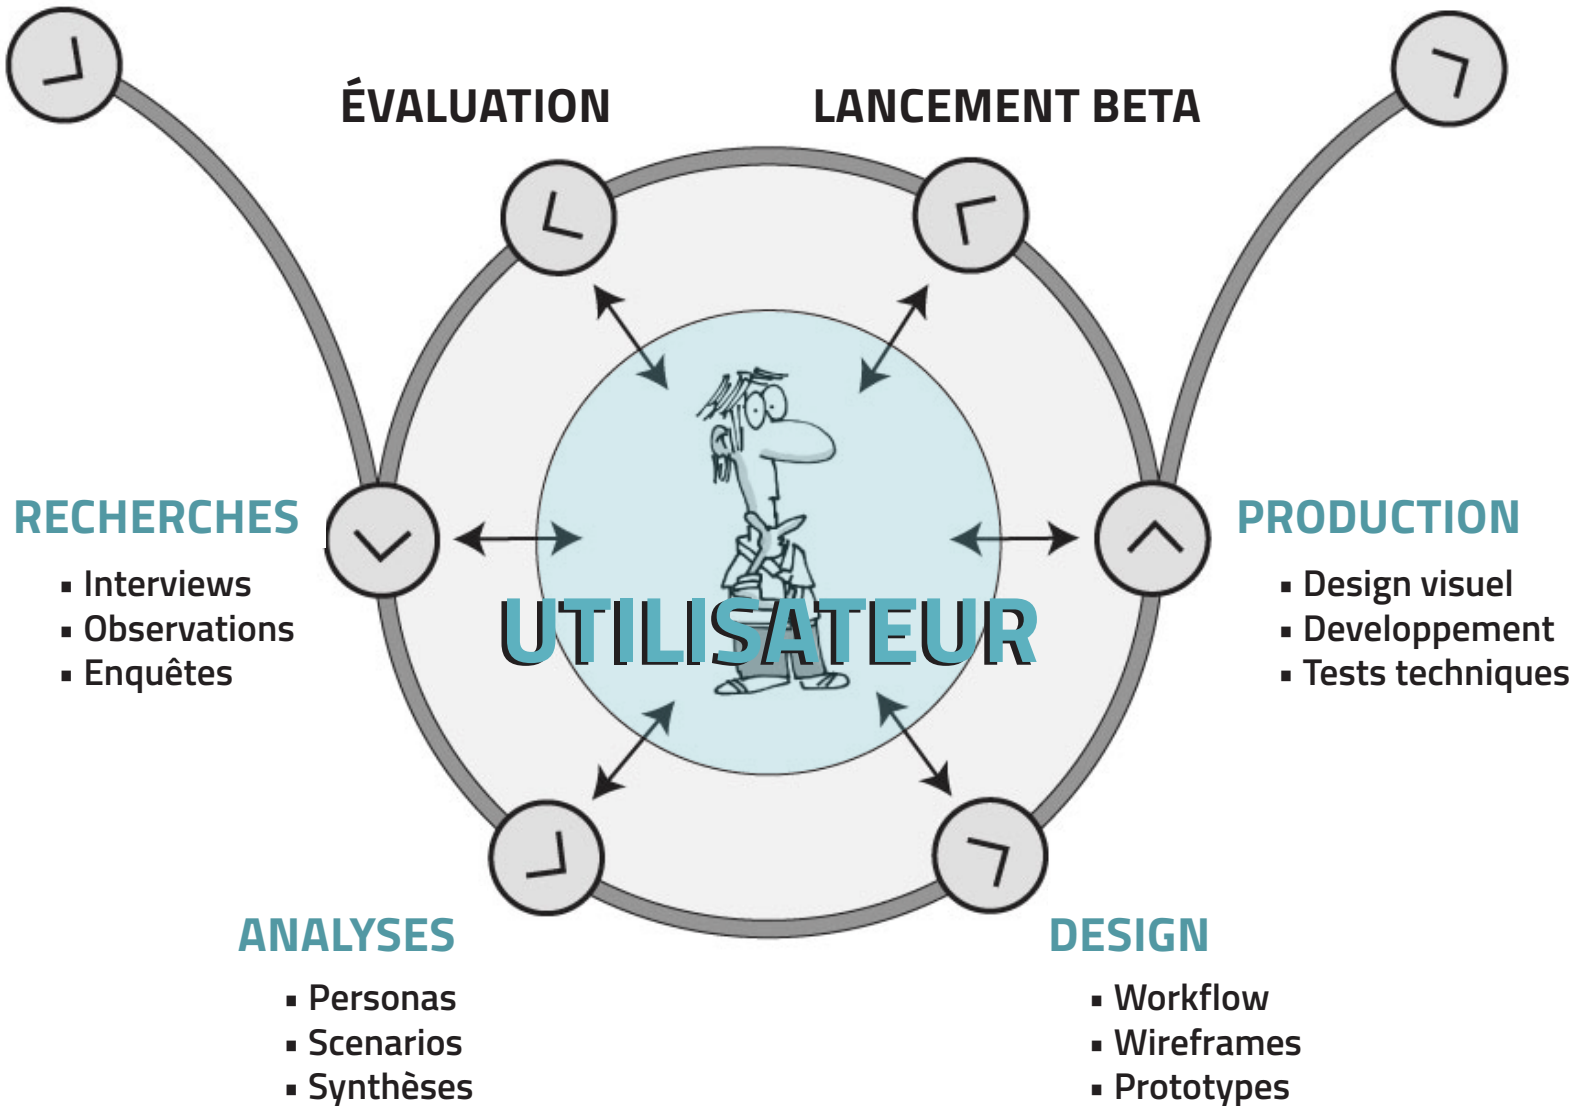 ÉVALUATION
LANCEMENT BETA
RECHERCHES
▪ Interviews
▪ Observations
▪ Enquêtes
UTILISATEUR
PRODUCTION
▪ Design visuel
▪ Developpement
▪ Tests techniques
ANALYSES
▪ Personas
▪ Scenarios
▪ Synthèses
DESIGN
▪ Workflow
▪ Wireframes
▪ Prototypes